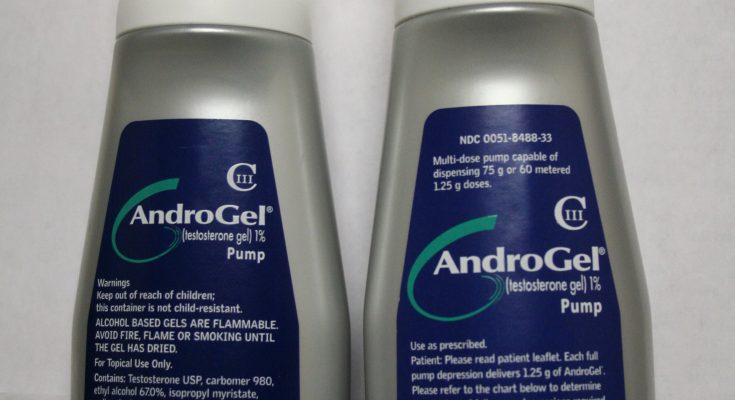 CIII
AndroGel®
(testosterone gel) 1%
Pump
Warnings
Keep out of reach of children;
this container is not child-resistant.
ALCOHOL BASED GELS ARE FLAMMABLE.
AVOID FIRE, FLAME OR SMOKING UNTIL
THE GEL HAS DRIED.
For Topical Use Only.
Contains: Testosterone USP, carbomer 980,
ethyl alcohol 67.0%, isopropyl myristate,
NDC 0051-8488-33
Multi-dose pump capable of
dispensing 75 g or 60 metered
1.25 g doses.
CIII
AndroGel®
(testosterone gel) 1%
Pump
Use as prescribed.
Patient: Please read patient leaflet. Each full
pump depression delivers 1.25 g of AndroGel®.
Please refer to the chart below to determine